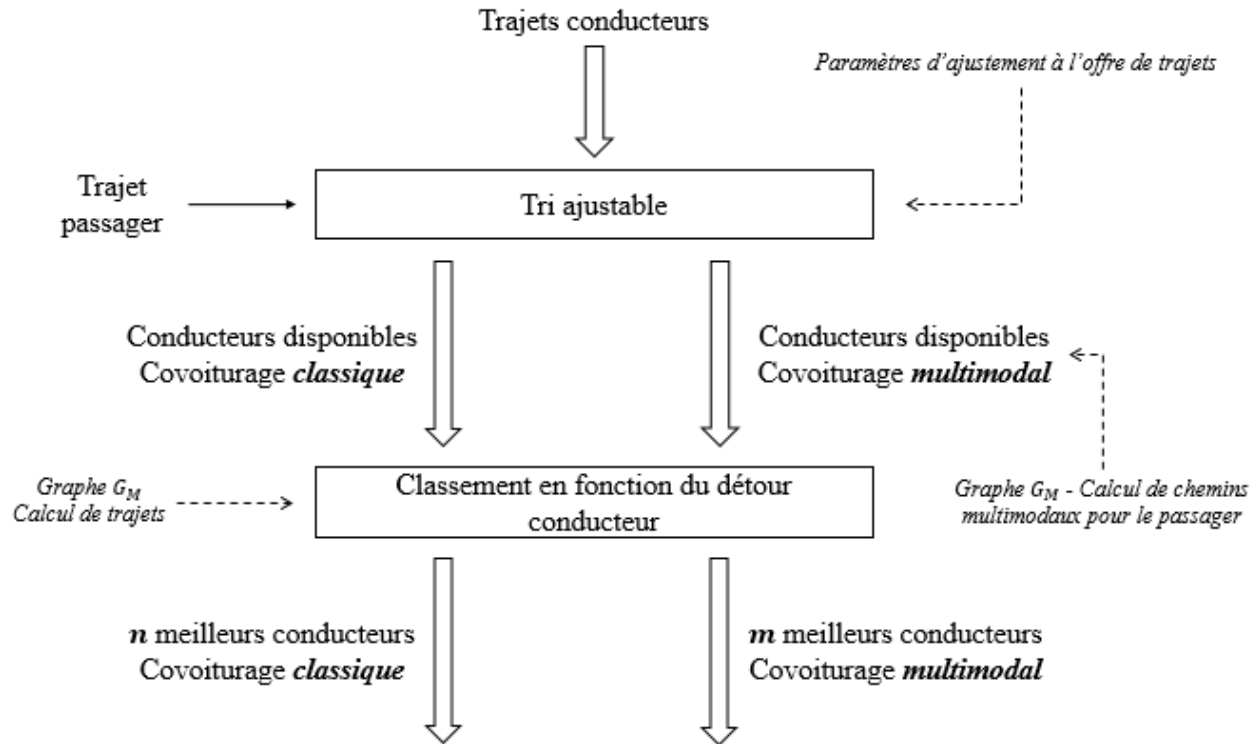 Trajets conducteurs
Paramètres d'ajustement à l'offre de trajets
Trajet
passager
Tri ajustable
Conducteurs disponibles
Covoiturage classique
Conducteurs disponibles
Covoiturage multimodal
Graphe G_M
Calcul de trajets
Classement en fonction du détour
conducteur
Graphe G_M - Calcul de chemins
multimodaux pour le passager
n meilleurs conducteurs
Covoiturage classique
m meilleurs conducteurs
Covoiturage multimodal